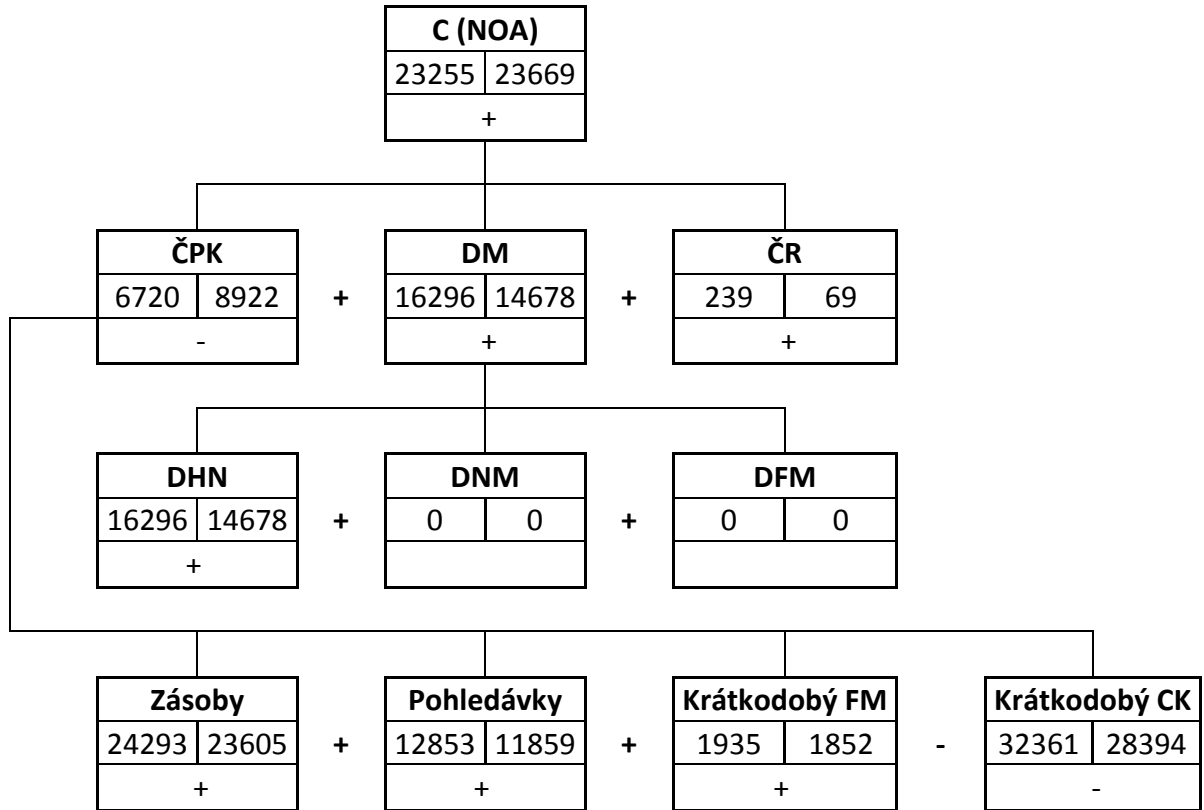 C (NOA)
23255 23669
+
ČPK DM ČR
6720 8922 + 16296 14678 + 239 69
- + +
DHN DNM DFM
16296 14678 + 0 0 + 0 0
+
Zásoby Pohledávky Krátkodobý FM Krátkodobý CK
24293 23605 + 12853 11859 + 1935 1852 - 32361 28394
+ + + -